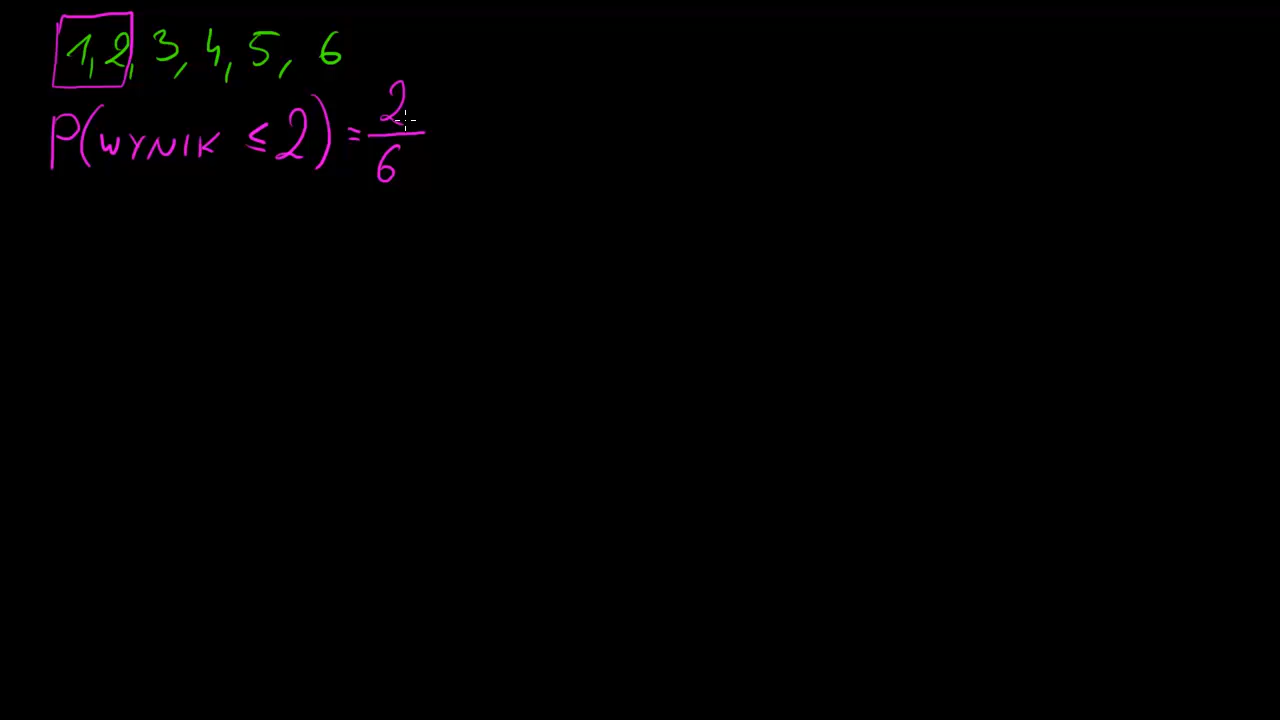 1, 2, 3, 4, 5, 6
P(WYNIK ≤ 2) = 2/6